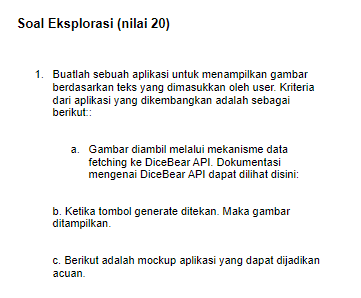 Soal Eksplorasi (nilai 20)
1. Buatlah sebuah aplikasi untuk menampilkan gambar
berdasarkan teks yang dimasukkan oleh user. Kriteria
dari aplikasi yang dikembangkan adalah sebagai
berikut::
a. Gambar diambil melalui mekanisme data
fetching ke DiceBear API. Dokumentasi
mengenai DiceBear API dapat dilihat disini:
b. Ketika tombol generate ditekan. Maka gambar
ditampilkan.
c. Berikut adalah mockup aplikasi yang dapat dijadikan
acuan.